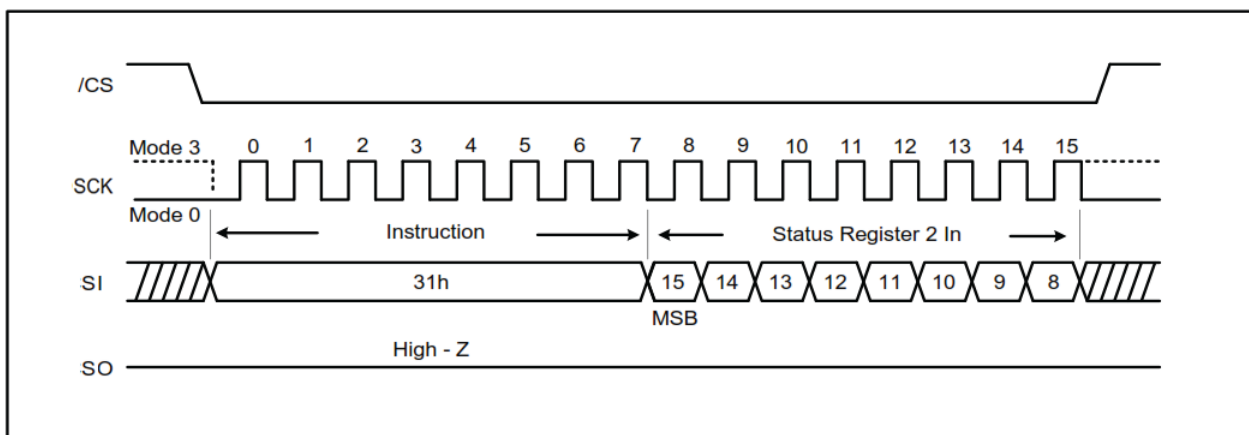 /CS
Mode 3 0 1 2 3 4 5 6 7 8 9 10 11 12 13 14 15
SCK
Mode 0
Instruction Status Register 2 In
SI 31h 15 14 13 12 11 10 9 8
MSB
High - Z
SO